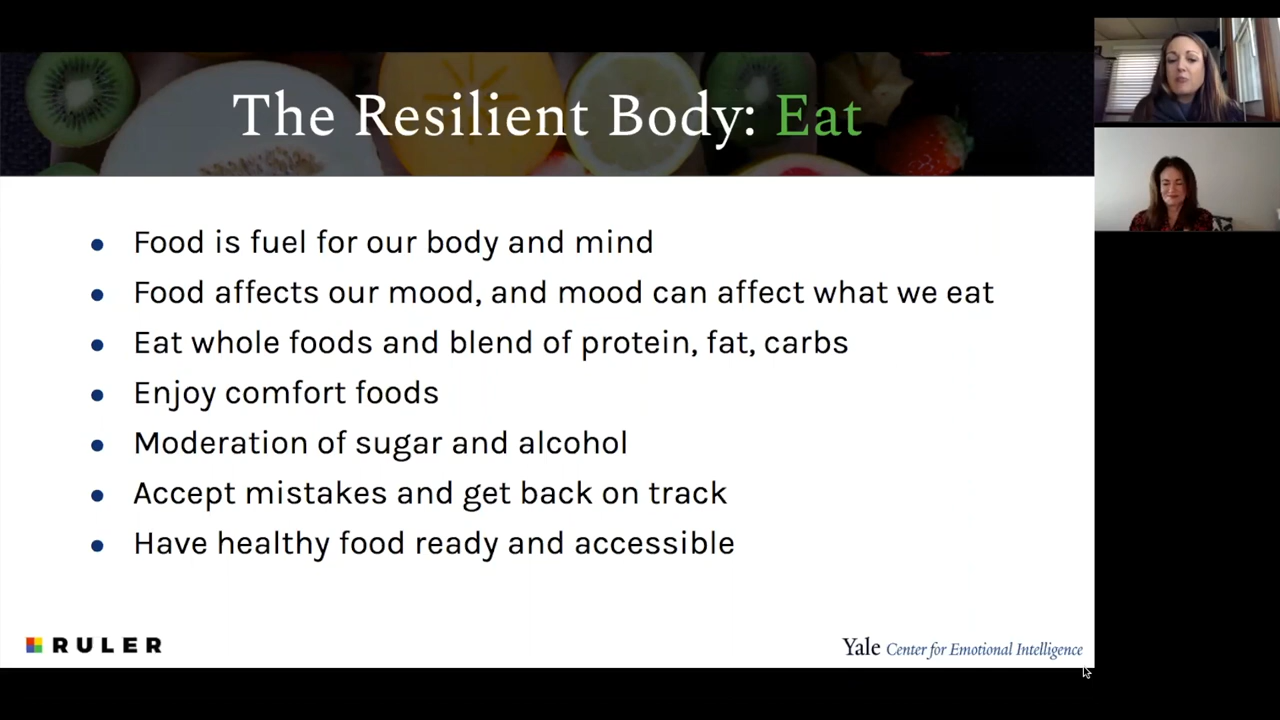 The Resilient Body: Eat
● Food is fuel for our body and mind
● Food affects our mood, and mood can affect what we eat
● Eat whole foods and blend of protein, fat, carbs
● Enjoy comfort foods
● Moderation of sugar and alcohol
● Accept mistakes and get back on track
● Have healthy food ready and accessible
RULER
Yale Center for Emotional Intelligence